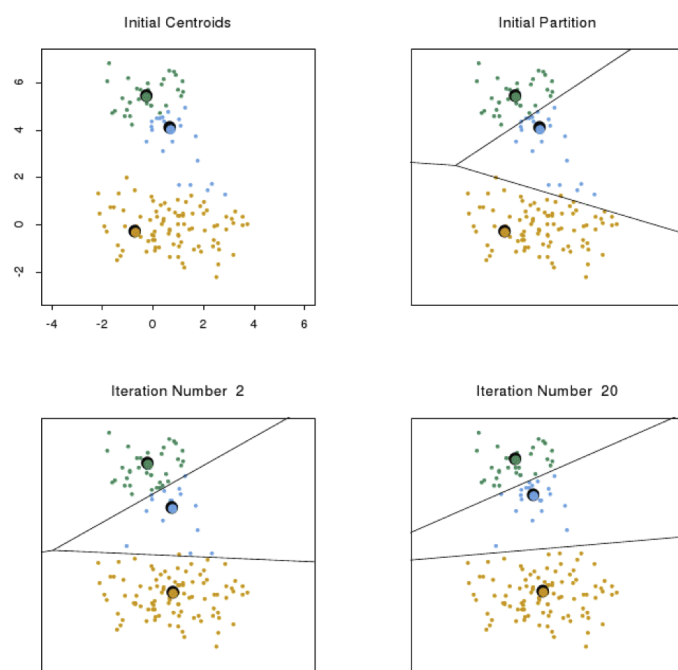 Initial Centroids
Initial Partition
6
4
2
0
-2
-4 -2 0 2 4 6
Iteration Number 2
Iteration Number 20